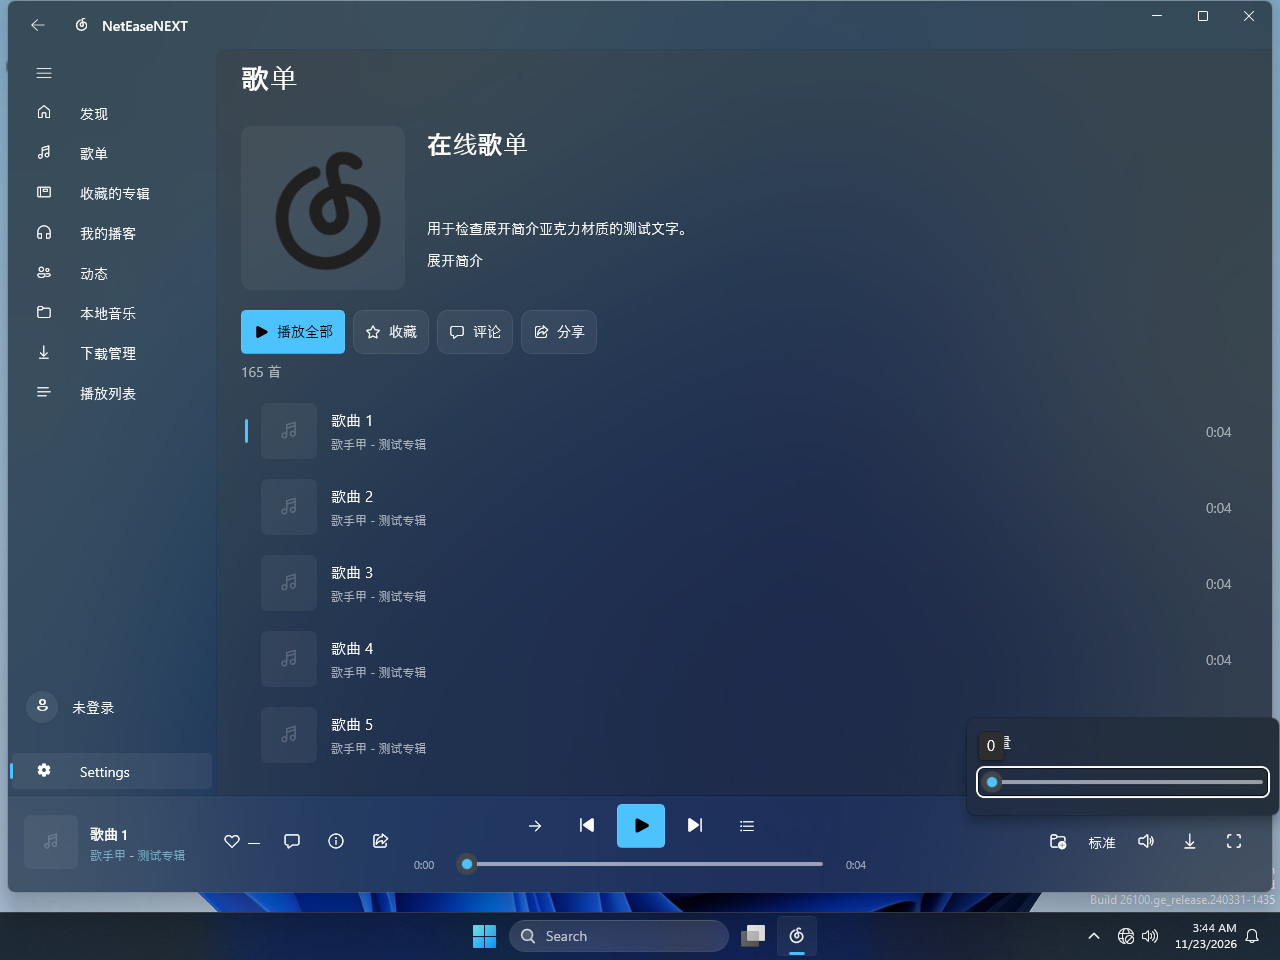 NetEaseNEXT
发现
歌单
收藏的专辑
我的播客
动态
本地音乐
下载管理
播放列表
未登录
Settings
歌单
在线歌单
用于检查展开简介亚克力材质的测试文字。
展开简介
播放全部
收藏
评论
分享
165 首
歌曲 1
歌手甲 - 测试专辑
0:04
歌曲 2
歌手甲 - 测试专辑
0:04
歌曲 3
歌手甲 - 测试专辑
0:04
歌曲 4
歌手甲 - 测试专辑
0:04
歌曲 5
歌手甲 - 测试专辑
0
歌曲 1
歌手甲 - 测试专辑
0:00
0:04
标准
Build 26100.ge_release.240331-1435
Search
3:44 AM
11/23/2026